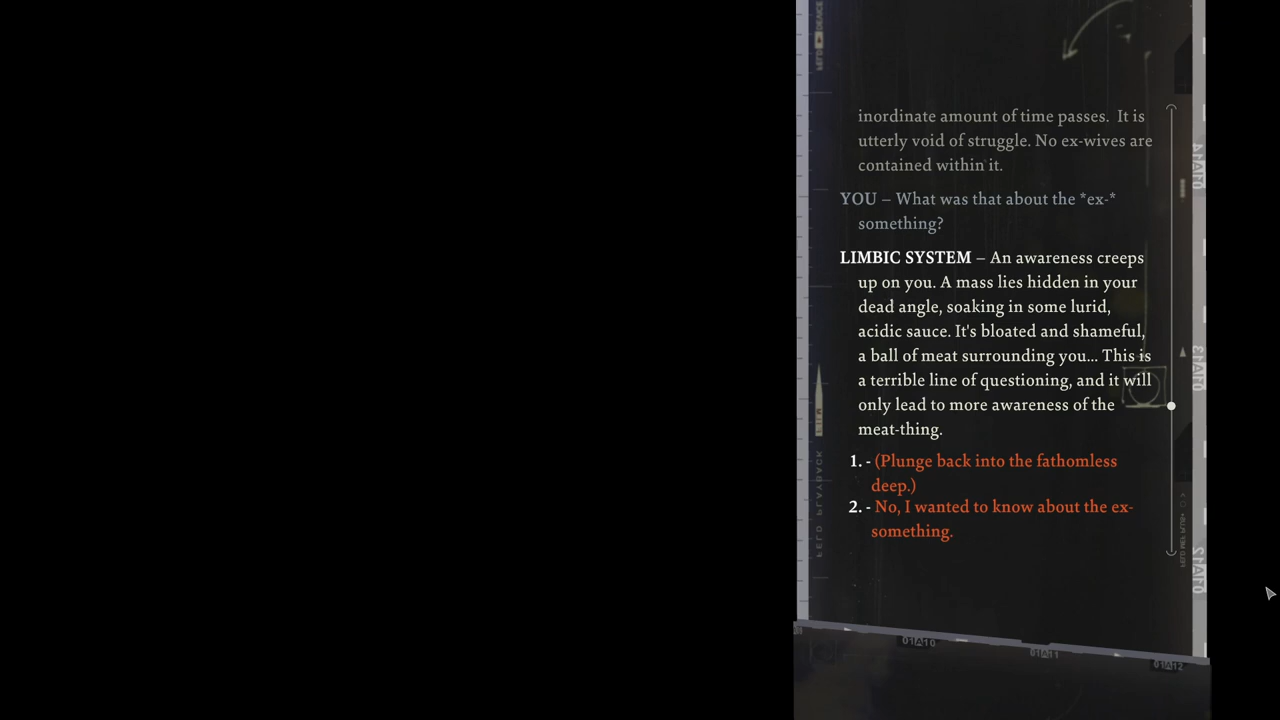 inordinate amount of time passes. It is
utterly void of struggle. No ex-wives are
contained within it.
YOU – What was that about the *ex-*
something?
LIMBIC SYSTEM – An awareness creeps
up on you. A mass lies hidden in your
dead angle, soaking in some lurid,
acidic sauce. It's bloated and shameful,
a ball of meat surrounding you... This is
a terrible line of questioning, and it will
only lead to more awareness of the
meat-thing.
1. - (Plunge back into the fathomless
deep.)
2. - No, I wanted to know about the ex-
something.